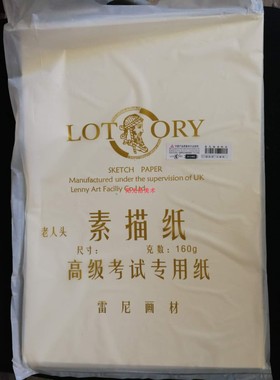 LOTORY
SKETCH PAPER
Manufactured under the supervision of UK
Lenny Art Faciliy Co.Ltd
老人头
素描纸
尺寸： 克数：160g
高级考试专用纸
雷尼画材